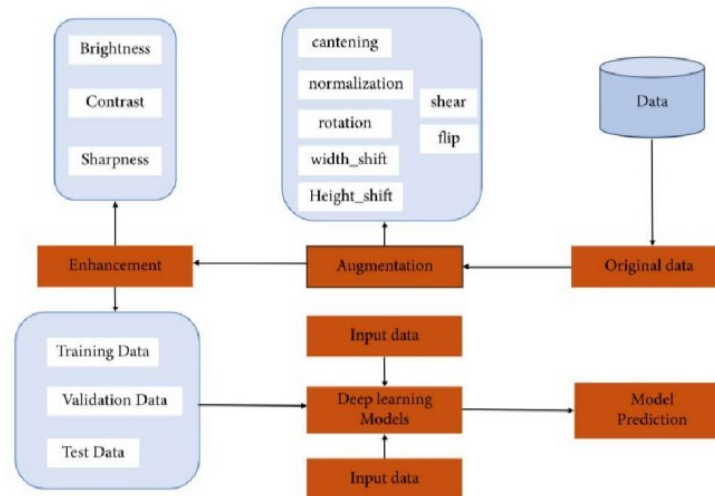 Brightness
Contrast
Sharpness
cantening
normalization
rotation
width_shift
Height_shift
shear
flip
Data
Enhancement
Augmentation
Original data
Training Data
Validation Data
Test Data
Input data
Deep learning
Models
Input data
Model
Prediction